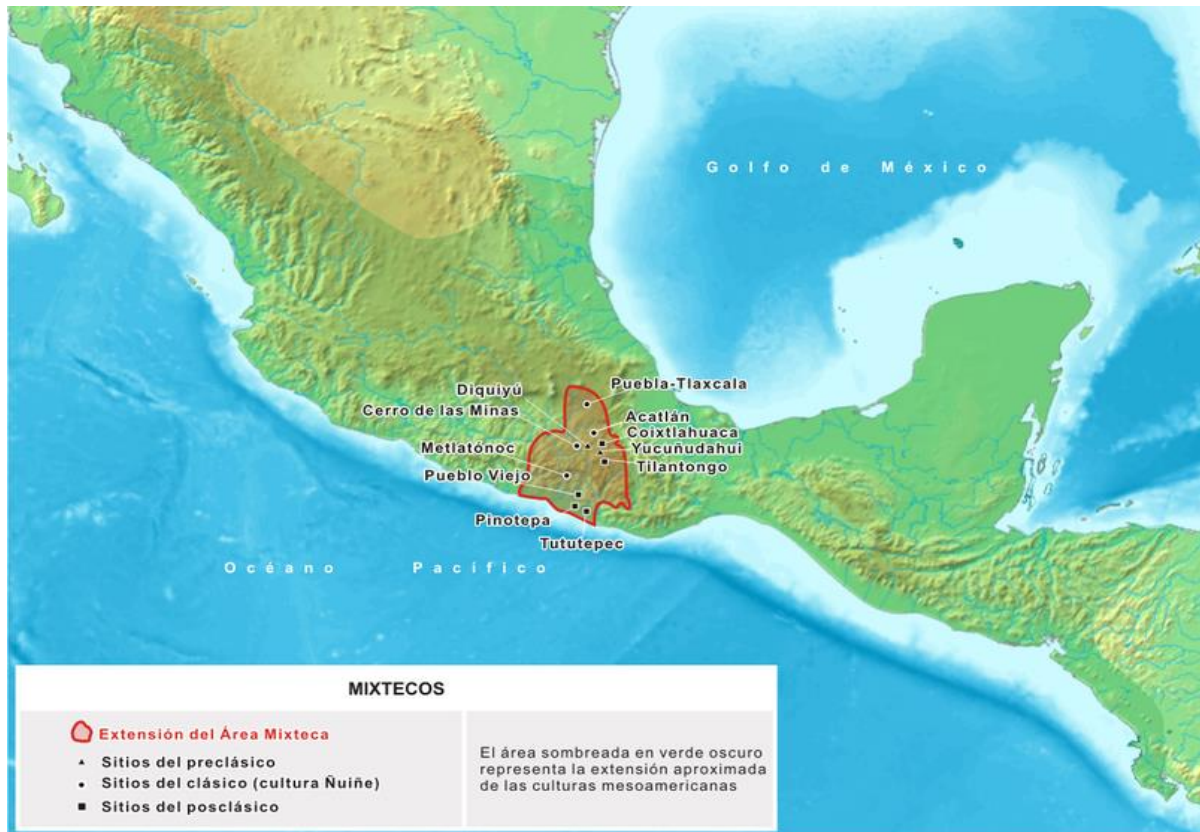 Golfo de México
Diquiyú
Puebla-Tlaxcala
Cerro de las Minas
Acatlán
Coixtlahuaca
Metlatónoc
Yucuñudahui
Pueblo Viejo
Tilantongo
Pinotepa
Tututepec
Océano Pacífico
MIXTECOS
Extensión del Área Mixteca
Sitios del preclásico
Sitios del clásico (cultura Ñuiñe)
Sitios del posclásico
El área sombreada en verde oscuro
representa la extensión aproximada
de las culturas mesoamericanas